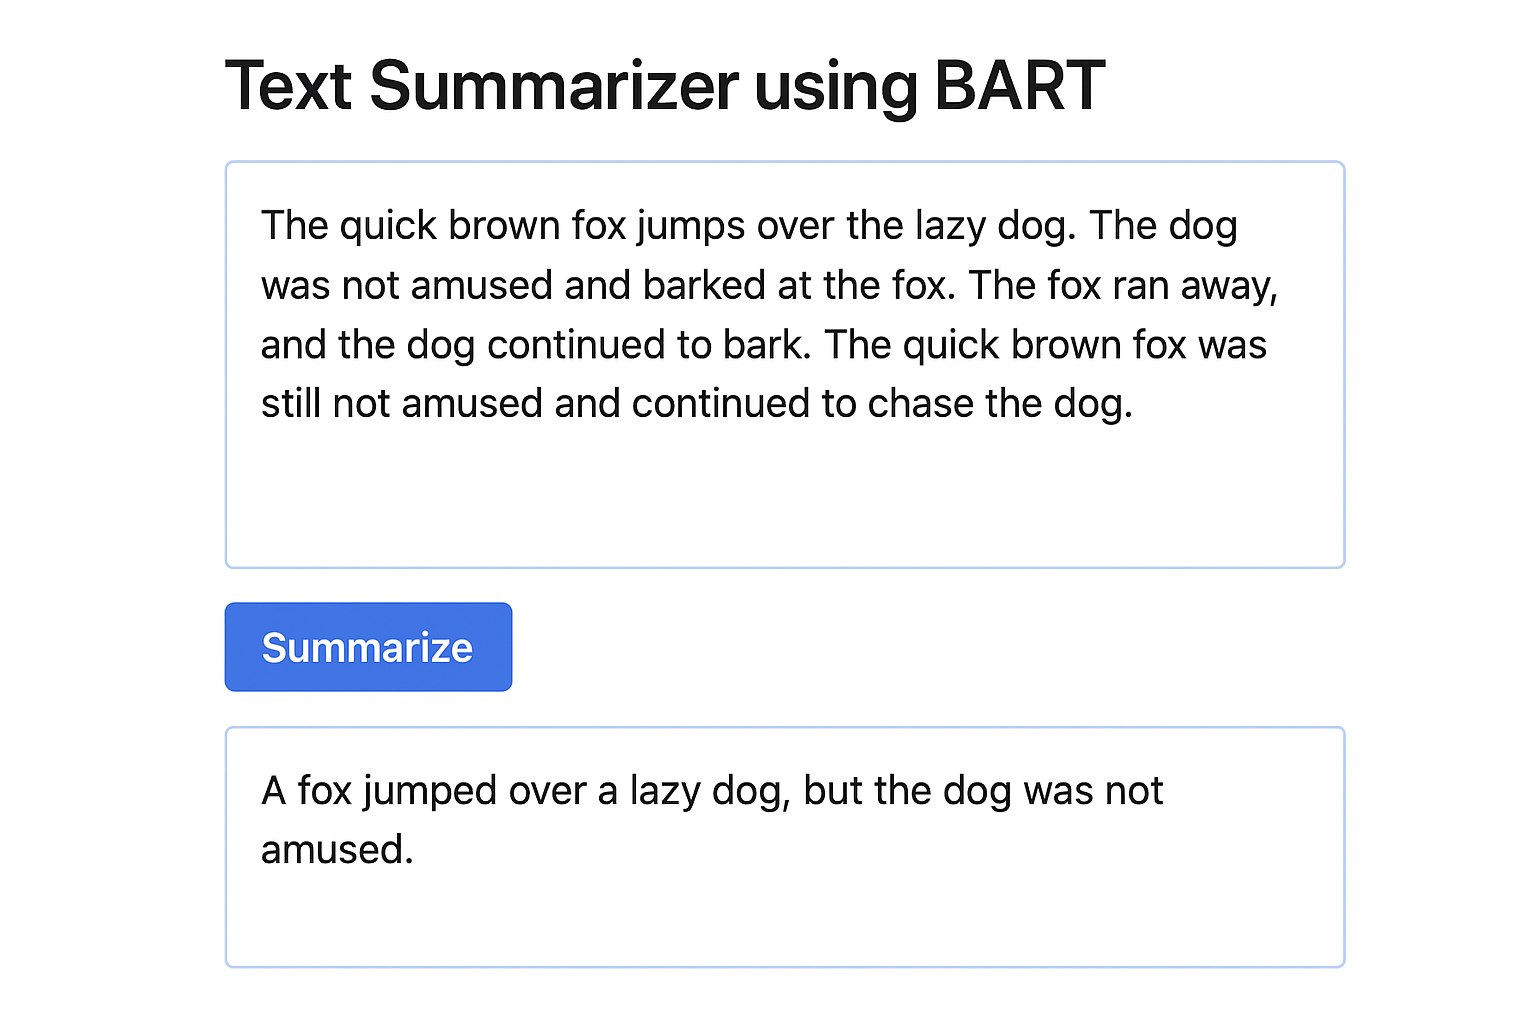 Text Summarizer using BART
The quick brown fox jumps over the lazy dog. The dog
was not amused and barked at the fox. The fox ran away,
and the dog continued to bark. The quick brown fox was
still not amused and continued to chase the dog.
Summarize
A fox jumped over a lazy dog, but the dog was not
amused.